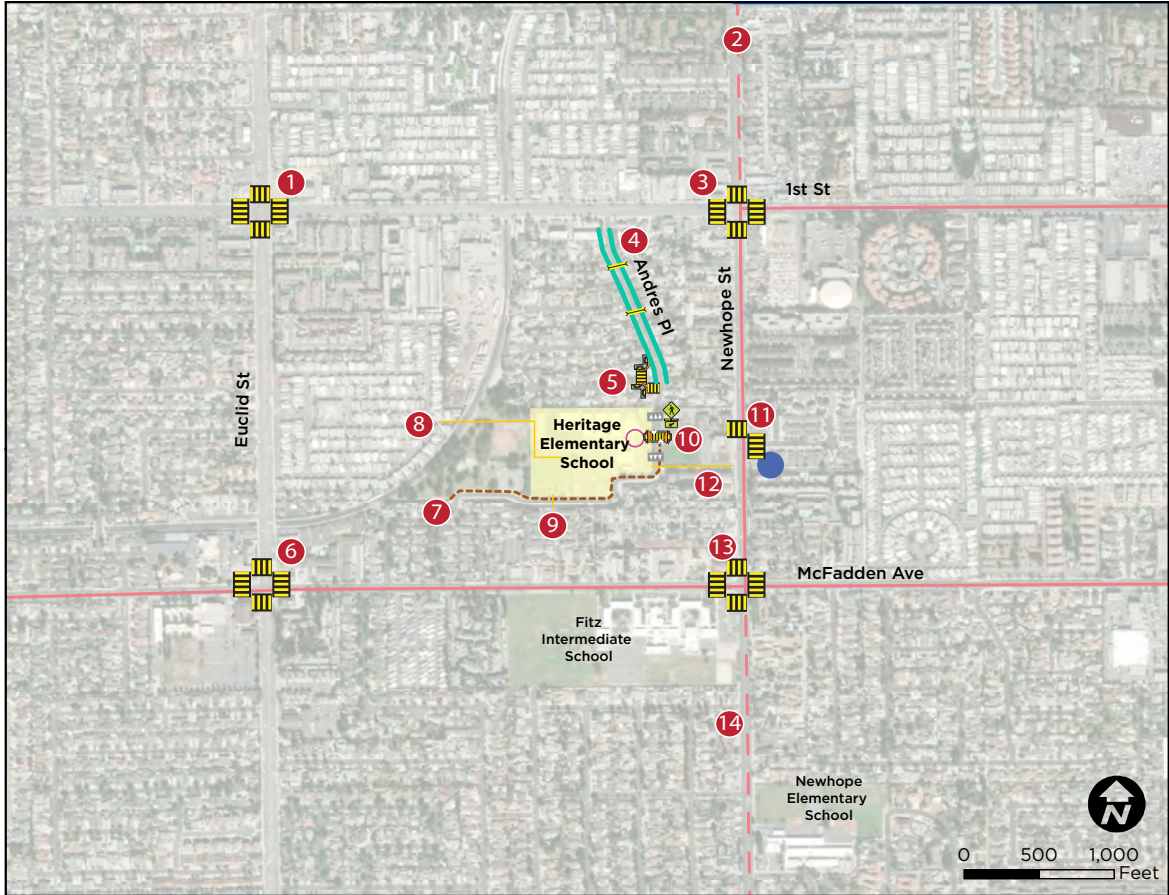 2
1
3
1st St
4
Andres Pl
Newhope St
5
Euclid St
8
11
Heritage
Elementary
School
10
12
7
9
6
13
McFadden Ave
Fitz
Intermediate
School
14
Newhope
Elementary
School
N
0 500 1,000
Feet